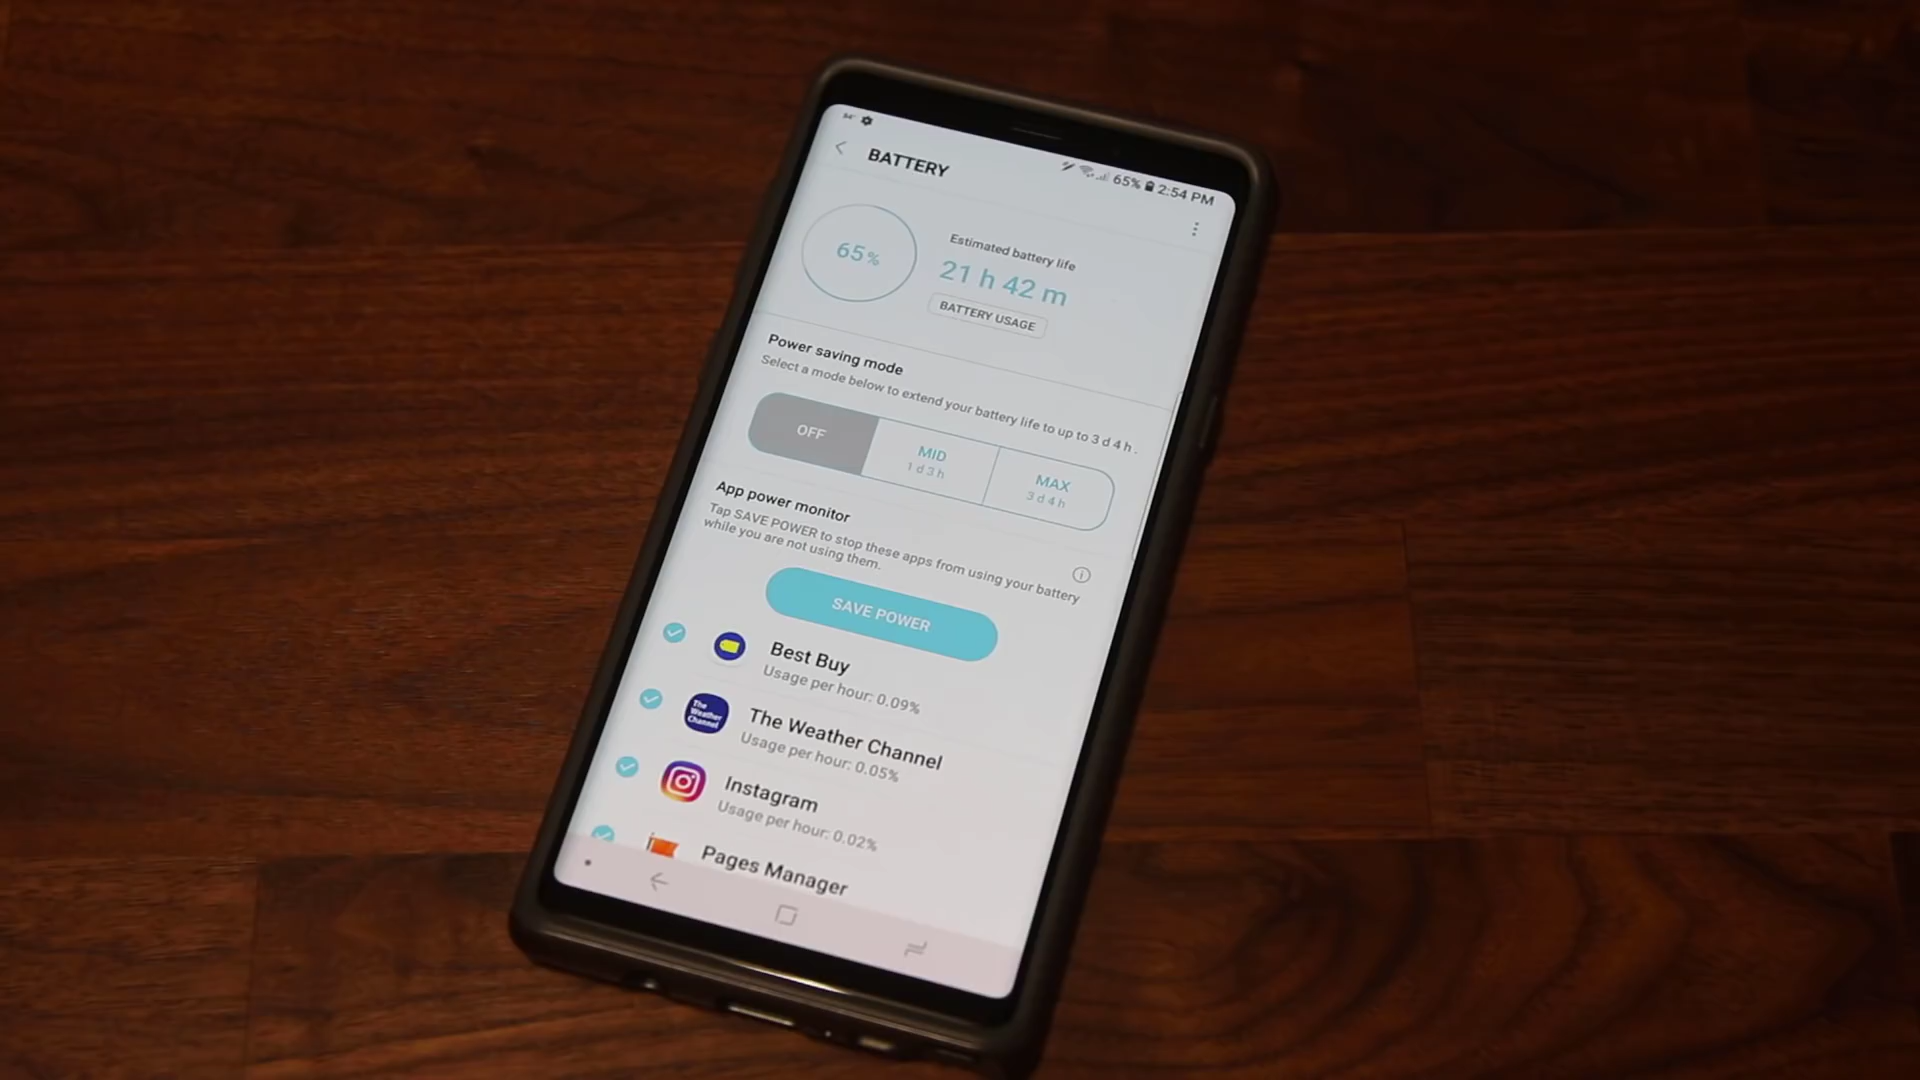 84°
65% 2:54 PM
BATTERY
65%
Estimated battery life
21 h 42 m
BATTERY USAGE
Power saving mode
Select a mode below to extend your battery life to up to 3 d 4 h .
OFF
MID
1 d 3 h
MAX
3 d 4 h
App power monitor
Tap SAVE POWER to stop these apps from using your battery
while you are not using them.
SAVE POWER
Best Buy
Usage per hour: 0.09%
The
Weather
Channel
The Weather Channel
Usage per hour: 0.05%
Instagram
Usage per hour: 0.02%
Pages Manager